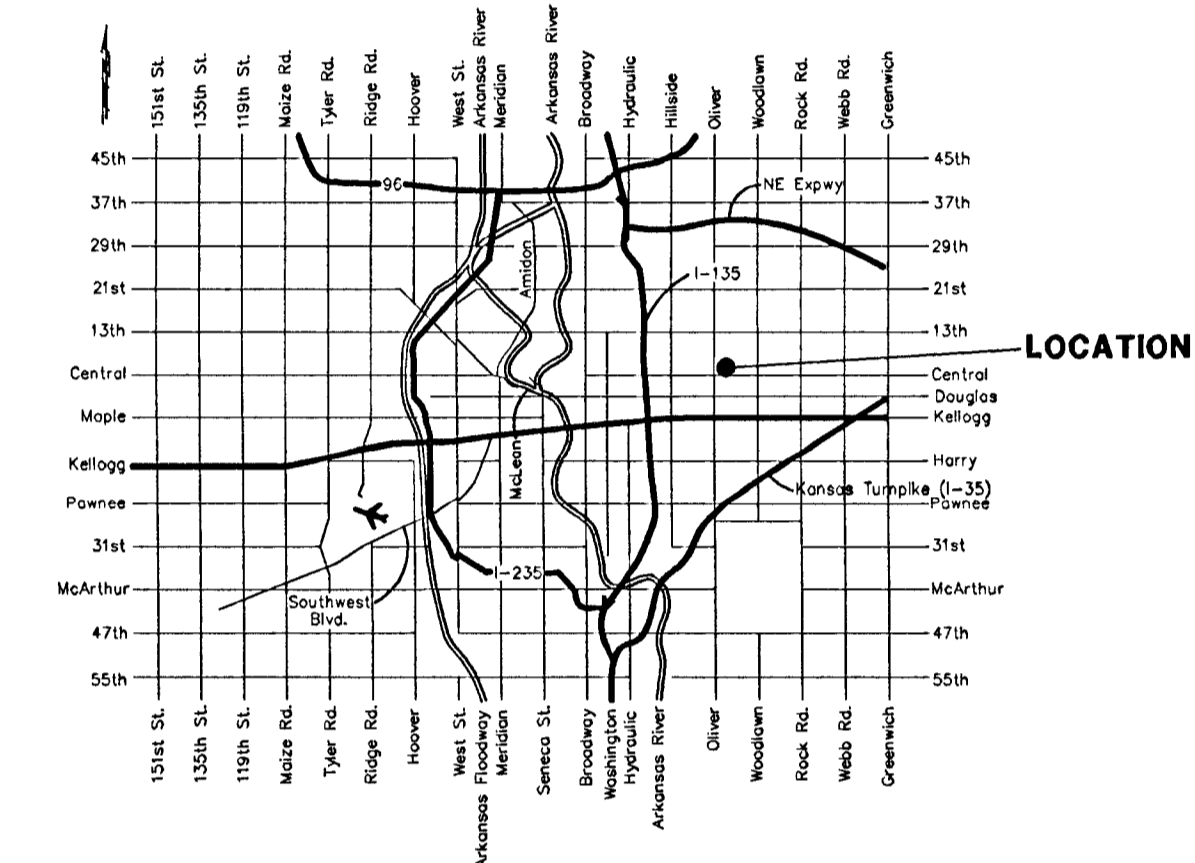 151st St.
135th St.
119th St.
Maize Rd.
Tyler Rd.
Ridge Rd.
Hoover
West St.
Arkansas River
Meridian
Arkansas River
Broadway
Hydraulic
Hillside
Oliver
Woodlawn
Rock Rd.
Webb Rd.
Greenwich
45th
45th
96
NE Expwy
37th
37th
29th
29th
Amidon
I-135
21st
21st
13th
13th
LOCATION
Central
Central
Douglas
Maple
Kellogg
McLean
Kellogg
Harry
Kansas Turnpike (I-35)
Pawnee
Pawnee
31st
31st
I-235
McArthur
McArthur
Southwest
Blvd.
47th
47th
55th
55th
151st St.
135th St.
119th St.
Maize Rd.
Tyler Rd.
Ridge Rd.
Hoover
West St.
Arkansas Floodway
Meridian
Seneca St.
Broadway
Washington
Hydraulic
Arkansas River
Oliver
Woodlawn
Rock Rd.
Webb Rd.
Greenwich